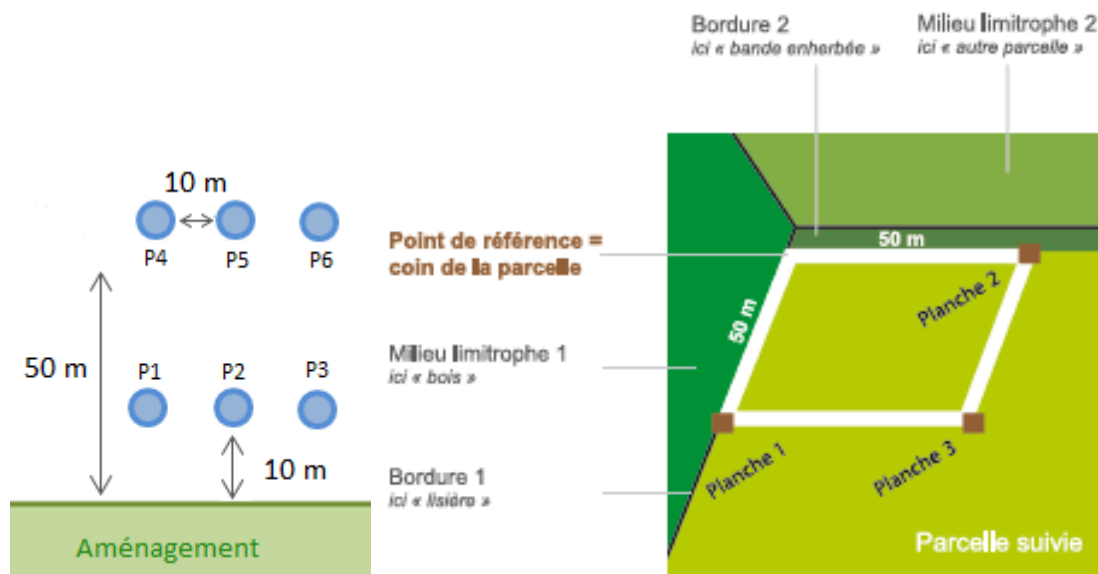 Bordure 2
ici « bande enherbée »
Milieu limitrophe 2
ici « autre parcelle »
10 m
P4
P5
P6
50 m
P1
P2
P3
10 m
Aménagement
Point de référence =
coin de la parcelle
Milieu limitrophe 1
ici « bois »
Bordure 1
ici « lisière »
50 m
50 m
Planche 2
Planche 1
Planche 3
Parcelle suivie